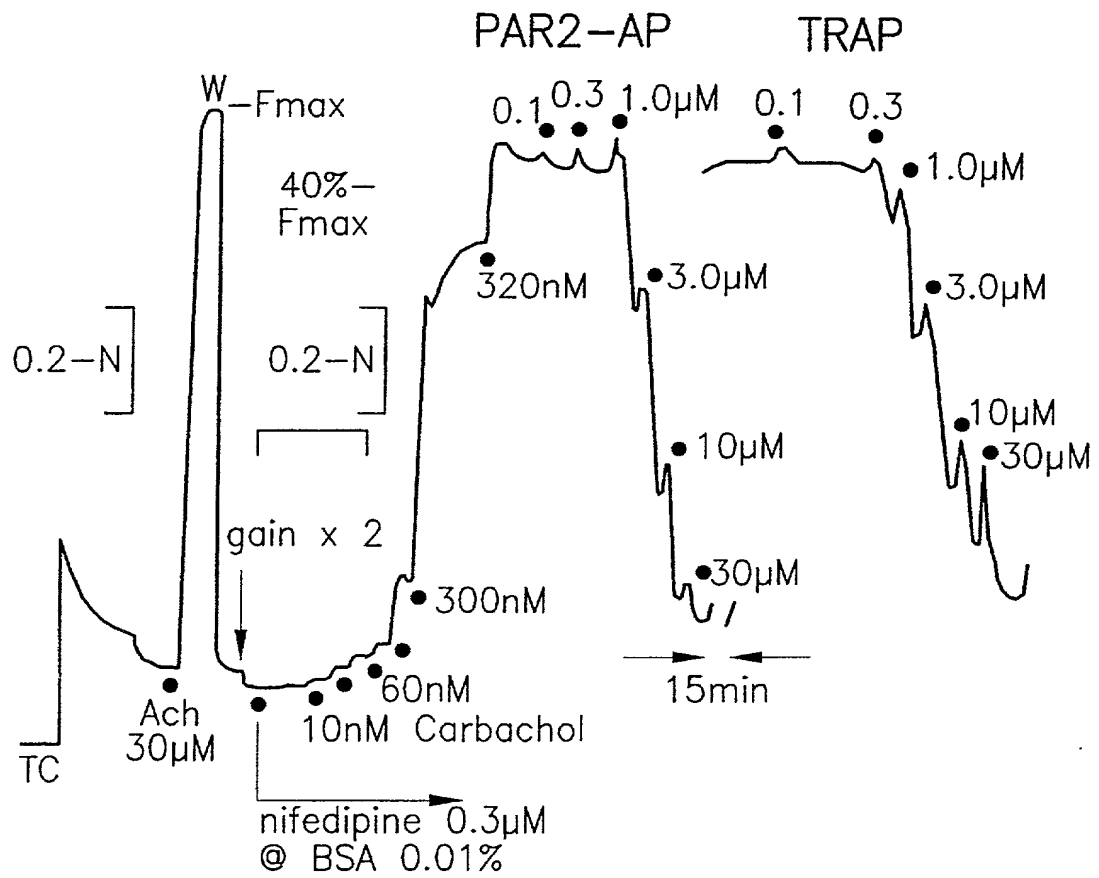 PAR2-AP
TRAP
W
-Fmax
0.1
0.3
1.0µM
0.1
0.3
40%-
Fmax
1.0µM
320nM
3.0µM
3.0µM
0.2-N
0.2-N
10µM
10µM
30µM
gain x 2
300nM
30µM
60nM
15min
Ach
30µM
10nM Carbachol
TC
nifedipine 0.3µM
@ BSA 0.01%